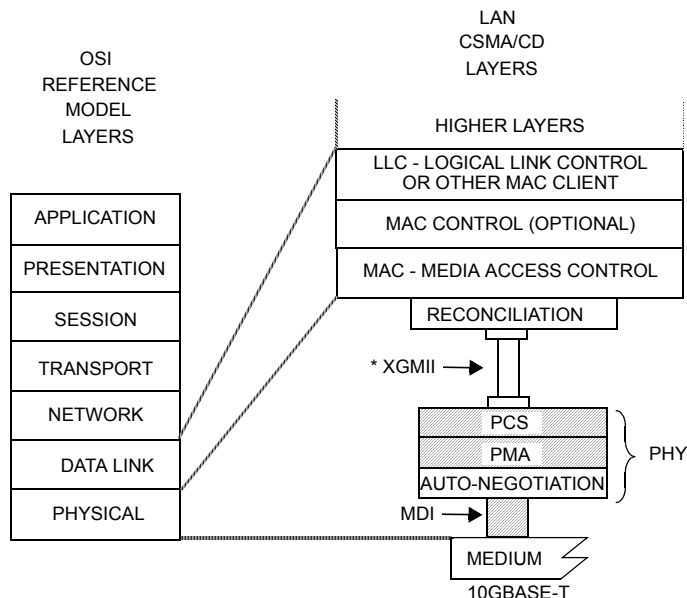 OSI
REFERENCE
MODEL
LAYERS
APPLICATION
PRESENTATION
SESSION
TRANSPORT
NETWORK
DATA LINK
PHYSICAL
LAN
CSMA/CD
LAYERS
HIGHER LAYERS
LLC - LOGICAL LINK CONTROL
OR OTHER MAC CLIENT
MAC CONTROL (OPTIONAL)
MAC - MEDIA ACCESS CONTROL
RECONCILIATION
* XGMII
PCS
PMA
AUTO-NEGOTIATION
PHY
MDI
MEDIUM
10GBASE-T